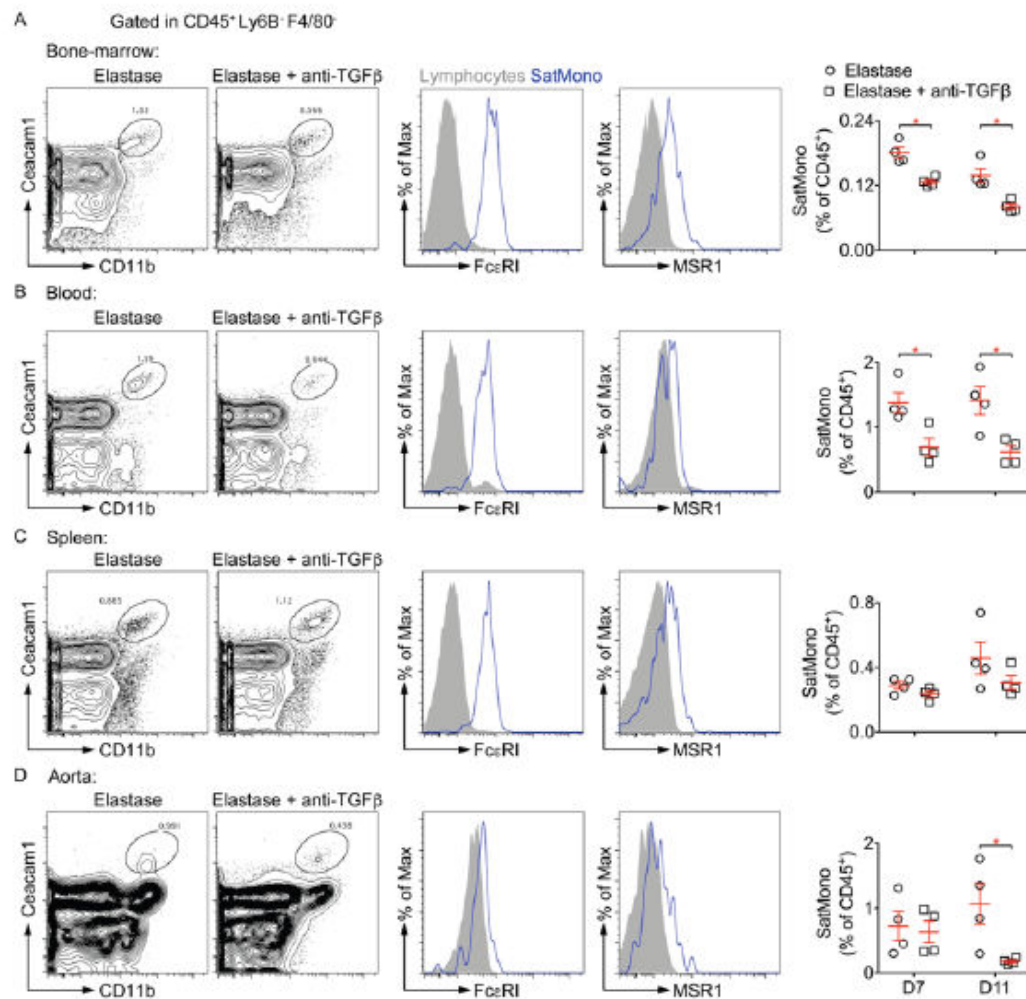 A Gated in CD45⁺ Ly6B⁻ F4/80⁻
Bone-marrow:
Elastase Elastase + anti-TGFβ Lymphocytes SatMono
Ceacam1
CD11b
% of Max
FcεRI
% of Max
MSR1
Elastase
Elastase + anti-TGFβ
* *
SatMono
(% of CD45⁺)
0.24
0.12
0.00
B Blood:
Elastase Elastase + anti-TGFβ
Ceacam1
CD11b
% of Max
FcεRI
% of Max
MSR1
* *
SatMono
(% of CD45⁺)
2
1
0
C Spleen:
Elastase Elastase + anti-TGFβ
0.883 1.12
Ceacam1
CD11b
% of Max
FcεRI
% of Max
MSR1
SatMono
(% of CD45⁺)
0.8
0.4
0.0
D Aorta:
Elastase Elastase + anti-TGFβ
0.991 0.438
Ceacam1
CD11b
% of Max
FcεRI
% of Max
MSR1
*
SatMono
(% of CD45⁺)
2
1
0
D7 D11